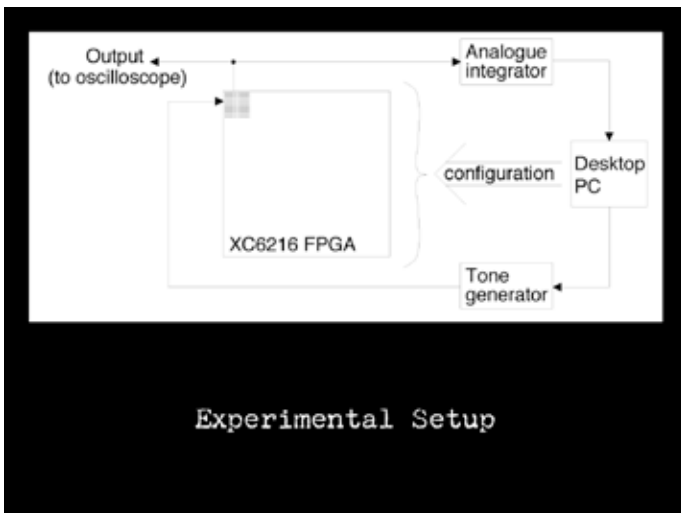 Output
(to oscilloscope)
Analogue
integrator
configuration
Desktop
PC
XC6216 FPGA
Tone
generator
Experimental Setup